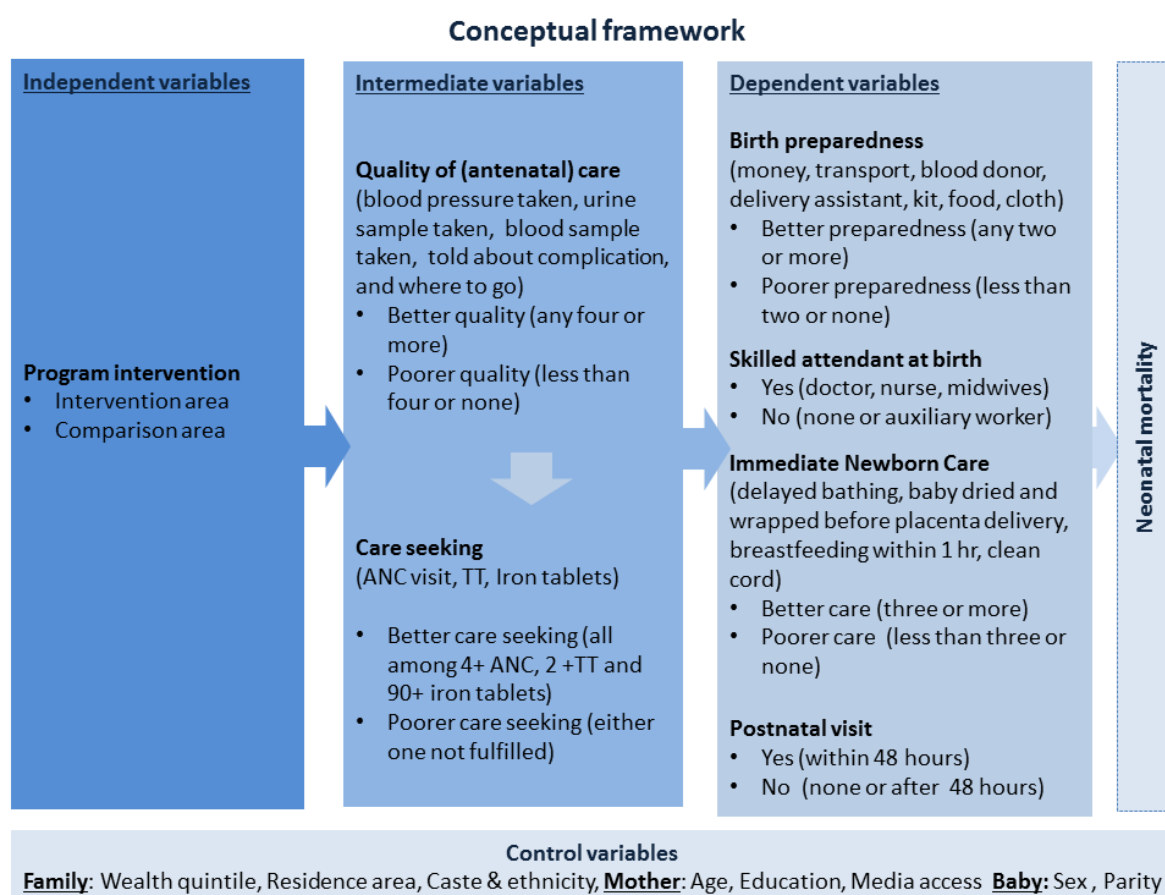 Conceptual framework
Independent variables
Program intervention
• Intervention area
• Comparison area
Intermediate variables
Quality of (antenatal) care
(blood pressure taken, urine
sample taken, blood sample
taken, told about complication,
and where to go)
• Better quality (any four or
more)
• Poorer quality (less than
four or none)
Care seeking
(ANC visit, TT, Iron tablets)
• Better care seeking (all
among 4+ ANC, 2 +TT and
90+ iron tablets)
• Poorer care seeking (either
one not fulfilled)
Dependent variables
Birth preparedness
(money, transport, blood donor,
delivery assistant, kit, food, cloth)
• Better preparedness (any two
or more)
• Poorer preparedness (less than
two or none)
Skilled attendant at birth
• Yes (doctor, nurse, midwives)
• No (none or auxiliary worker)
Immediate Newborn Care
(delayed bathing, baby dried and
wrapped before placenta delivery,
breastfeeding within 1 hr, clean
cord)
• Better care (three or more)
• Poorer care (less than three or
none)
Postnatal visit
• Yes (within 48 hours)
• No (none or after 48 hours)
Neonatal mortality
Control variables
Family: Wealth quintile, Residence area, Caste & ethnicity, Mother: Age, Education, Media access Baby: Sex , Parity